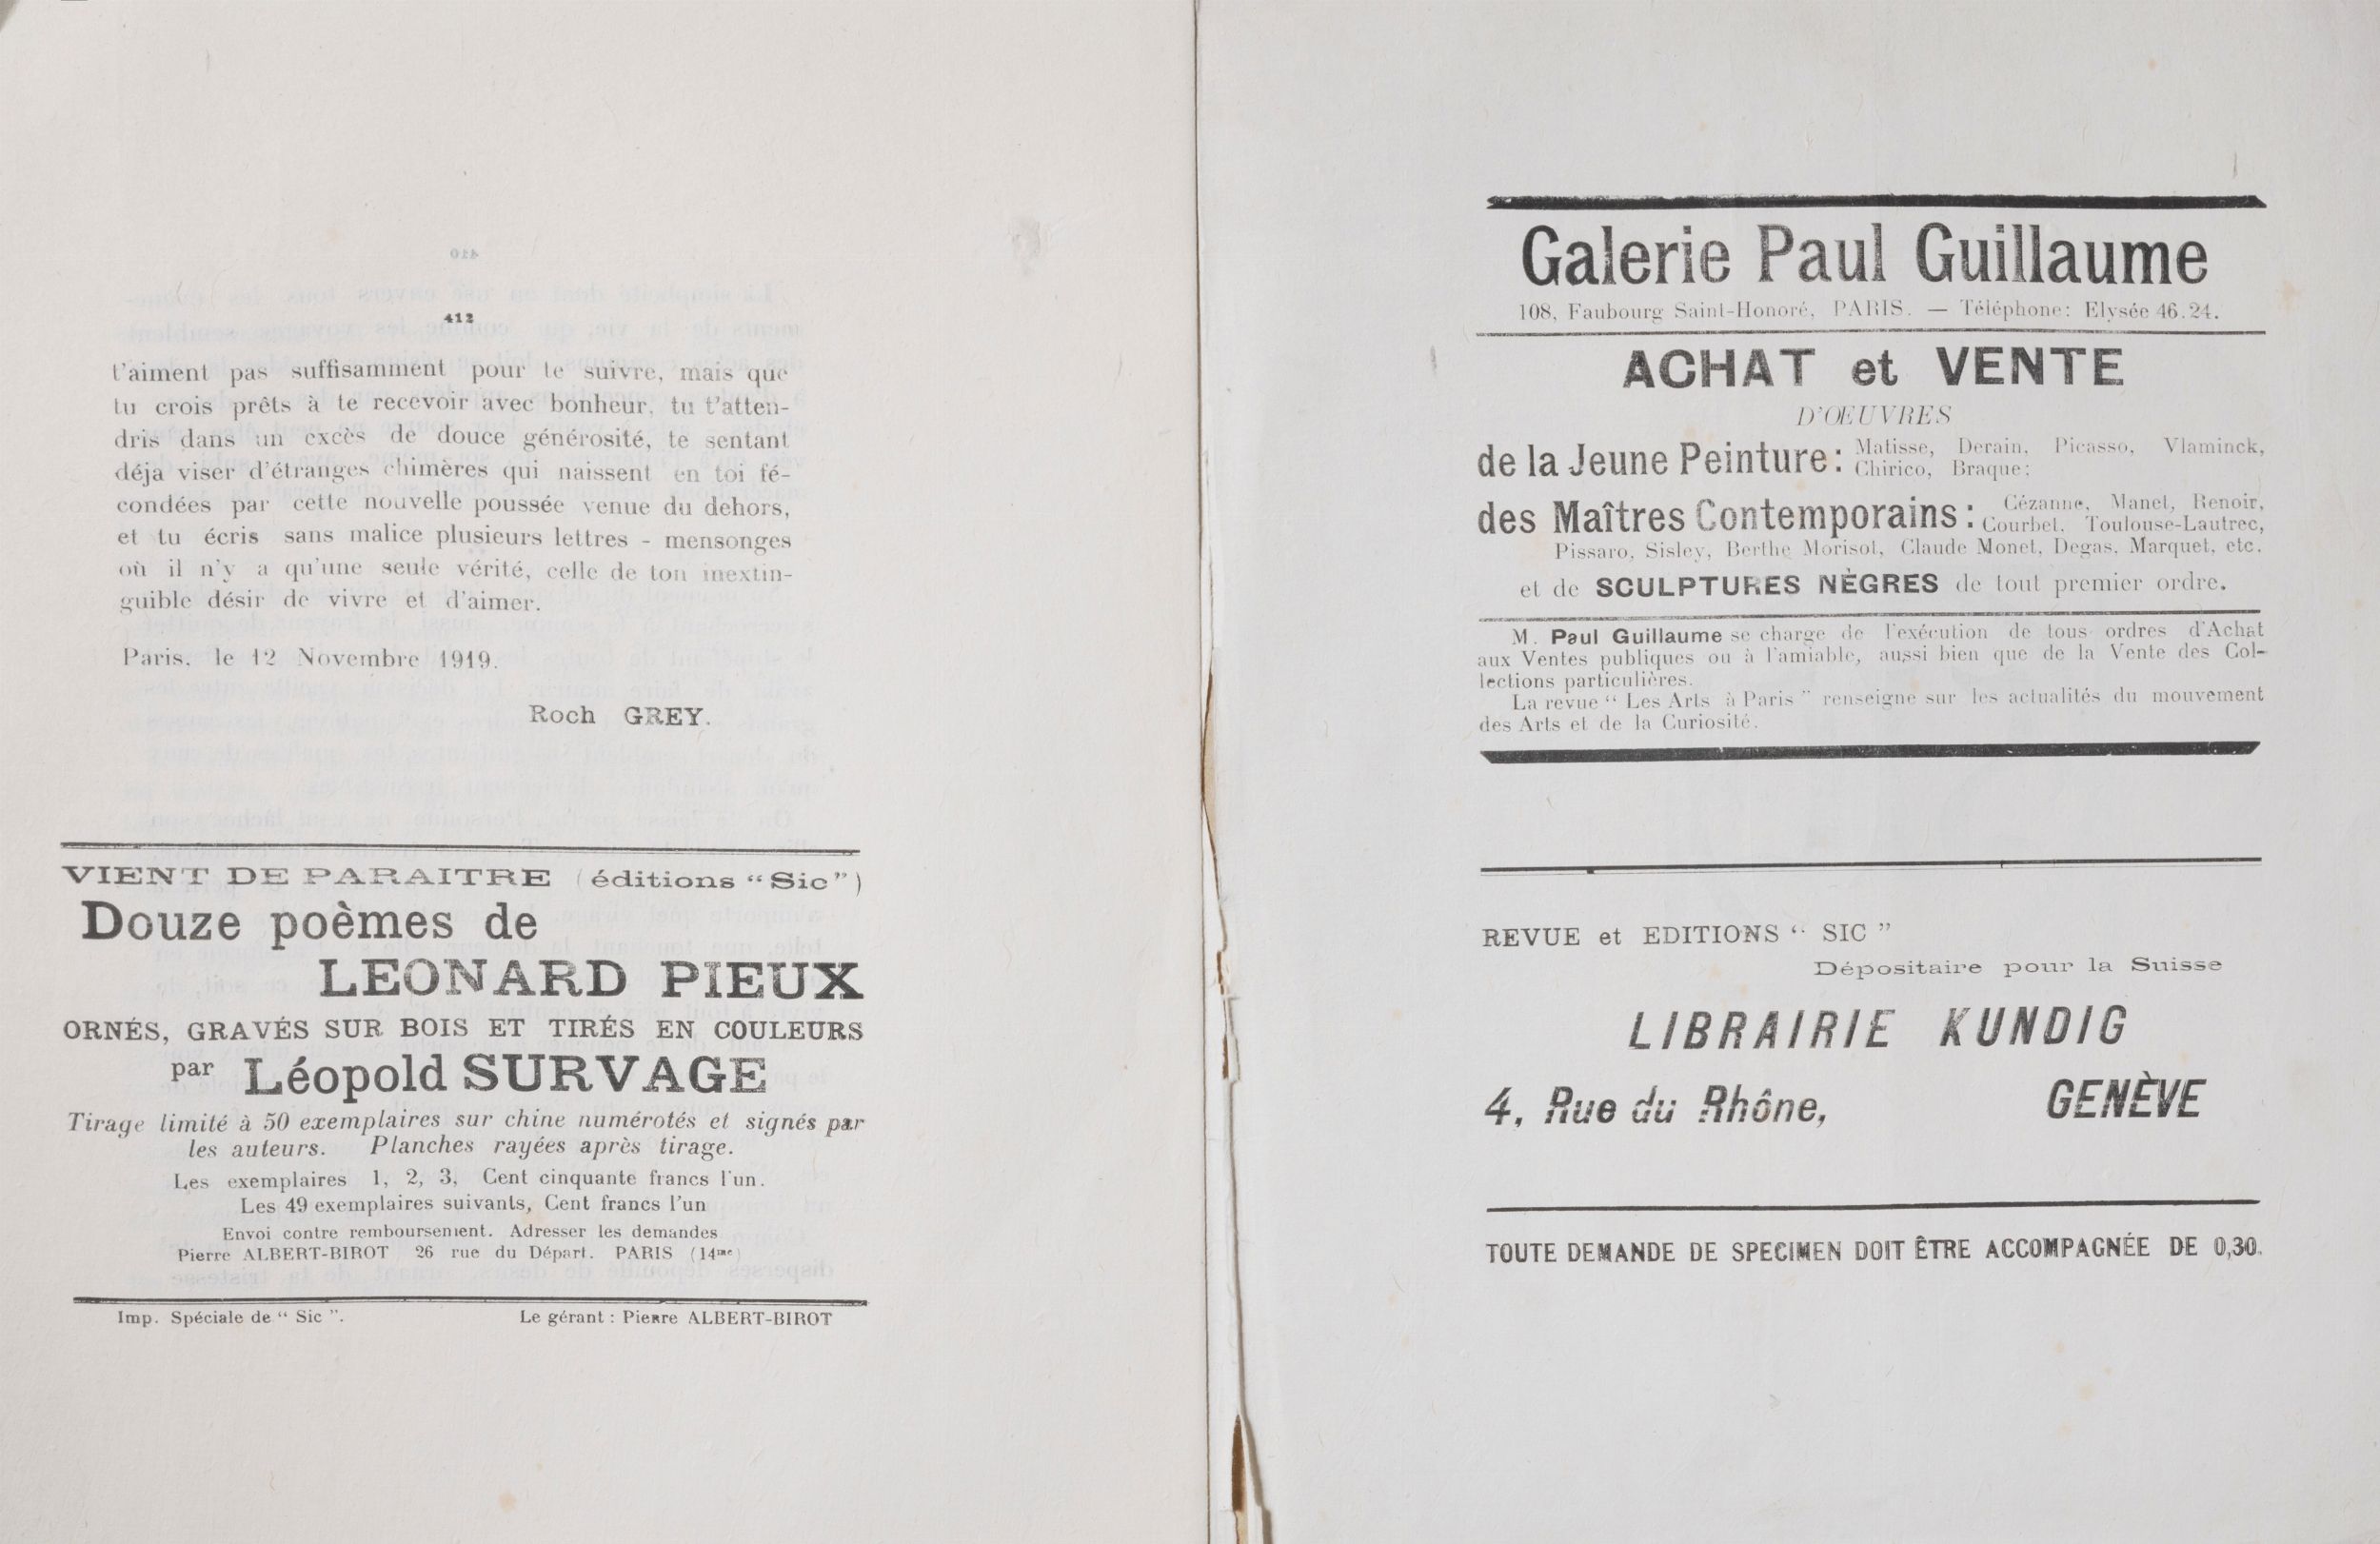 412
t'aiment pas suffisamment pour te suivre, mais que
tu crois prêts à te recevoir avec bonheur, tu t'atten-
dris dans un excès de douce générosité, te sentant
déja viser d'étranges chimères qui naissent en toi fé-
condées par cette nouvelle poussée venue du dehors,
et tu écris sans malice plusieurs lettres - mensonges
où il n'y a qu'une seule vérité, celle de ton inextin-
guible désir de vivre et d'aimer.
Paris. le 12 Novembre 1919.
Roch GREY.
VIENT DE PARAITRE (éditions “Sic”)
Douze poèmes de
LEONARD PIEUX
ORNÉS, GRAVÉS SUR BOIS ET TIRÉS EN COULEURS
par Léopold SURVAGE
Tirage limité à 50 exemplaires sur chine numérotés et signés par
les auteurs. Planches rayées après tirage.
Les exemplaires 1, 2, 3, Cent cinquante francs l'un.
Les 49 exemplaires suivants, Cent francs l'un
Envoi contre remboursement. Adresser les demandes
Pierre ALBERT-BIROT 26 rue du Départ. PARIS (14me)
Imp. Spéciale de “ Sic ”. Le gérant : Pierre ALBERT-BIROT
Galerie Paul Guillaume
108, Faubourg Saint-Honoré, PARIS. — Téléphone: Elysée 46.24.
ACHAT et VENTE
D'ŒUVRES
de la Jeune Peinture: Matisse, Derain, Picasso, Vlaminck,
Chirico, Braque;
des Maîtres Contemporains: Cézanne, Manet, Renoir,
Courbet, Toulouse-Lautrec,
Pissaro, Sisley, Berthe Morisot, Claude Monet, Degas, Marquet, etc.
et de SCULPTURES NÈGRES de tout premier ordre.
M. Paul Guillaume se charge de l'exécution de tous ordres d'Achat
aux Ventes publiques ou à l'amiable, aussi bien que de la Vente des Col-
lections particulières.
La revue “ Les Arts à Paris ” renseigne sur les actualités du mouvement
des Arts et de la Curiosité.
REVUE et EDITIONS “ SIC ”
Dépositaire pour la Suisse
LIBRAIRIE KUNDIG
4, Rue du Rhône, GENÈVE
TOUTE DEMANDE DE SPECIMEN DOIT ÊTRE ACCOMPAGNÉE DE 0,30.